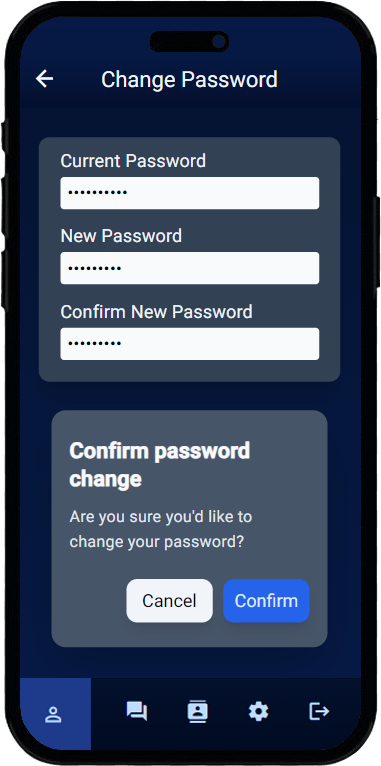 Change Password
Current Password
••••••••••
New Password
•••••••••
Confirm New Password
•••••••••
Confirm password
change
Are you sure you'd like to
change your password?
Cancel Confirm